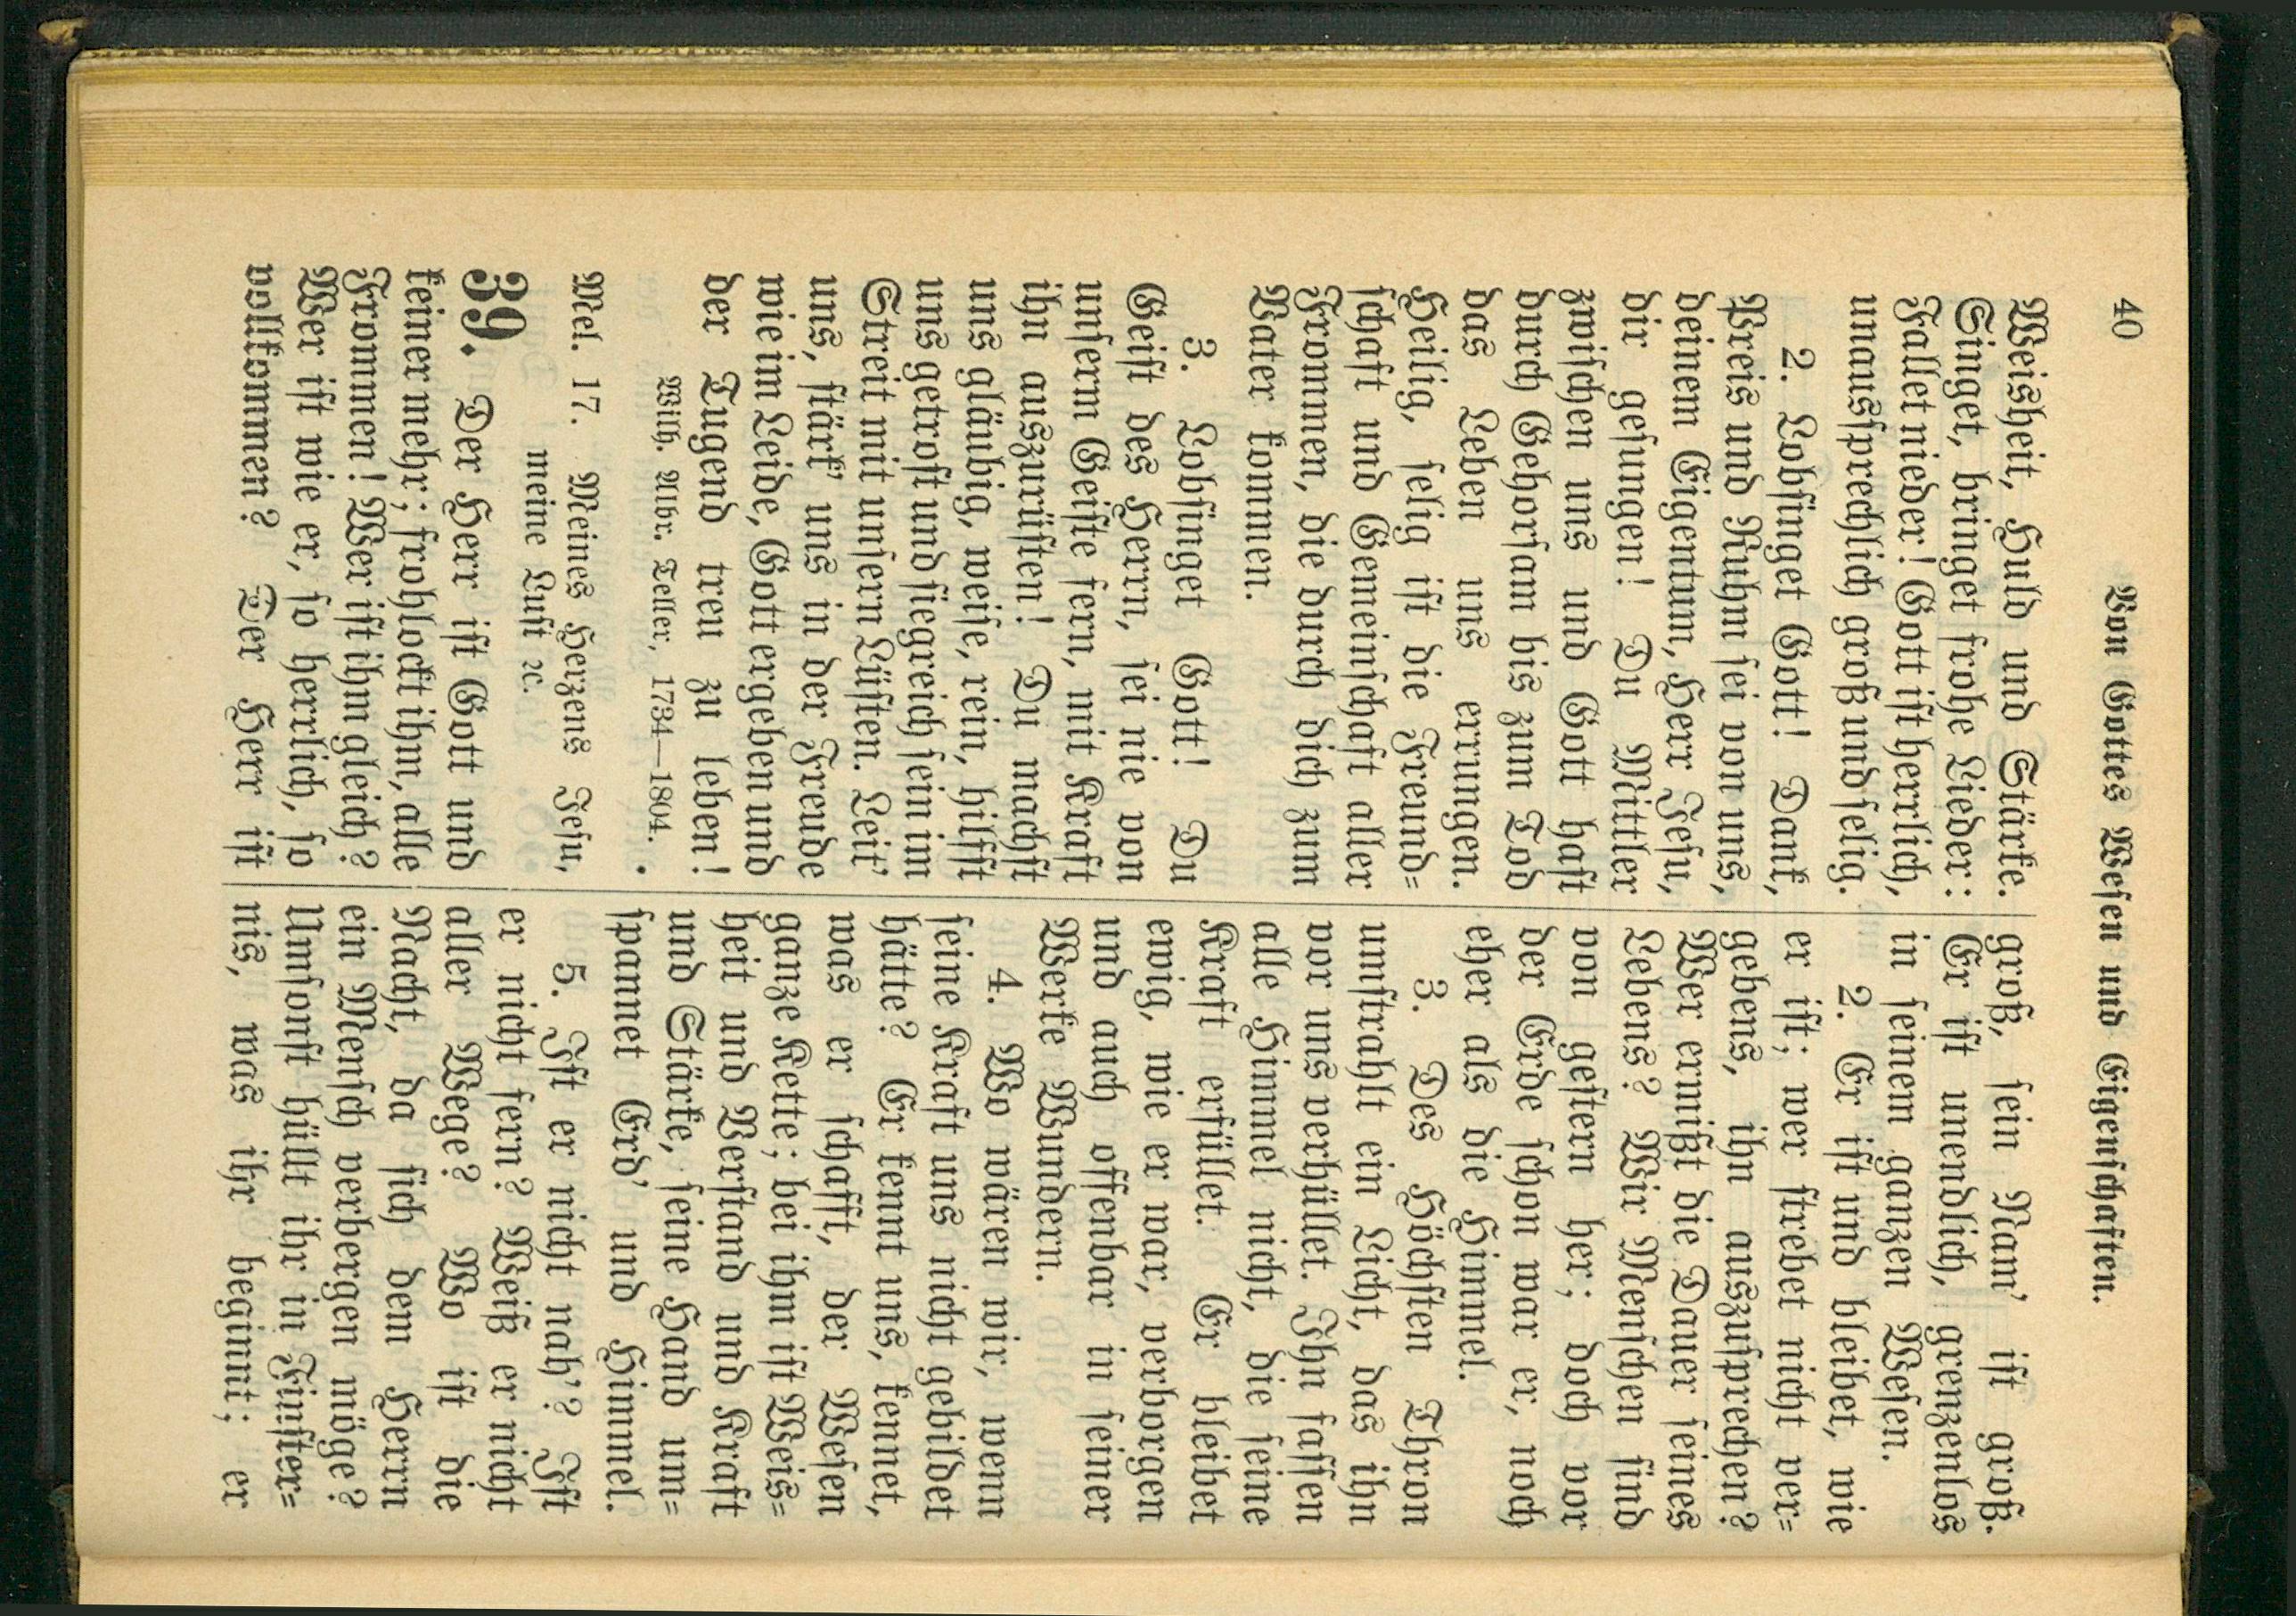 40
Von Gottes Wesen und Eigenschaften.
Weisheit, Huld und Stärke.
Singet, bringet frohe Lieder:
Fallet nieder! Gott ist herrlich,
unaussprechlich groß und selig.
2. Lobsinget Gott! Dank,
Preis und Ruhm sei von uns,
deinem Eigentum, Herr Jesu,
dir gesungen! Du Mittler
zwischen uns und Gott hast
durch Gehorsam bis zum Tod
das Leben uns errungen.
Heilig, selig ist die Freund=
schaft und Gemeinschaft aller
Frommen, die durch dich zum
Vater kommen.
3. Lobsinget Gott! Du
Geist des Herrn, sei nie von
unserm Geiste fern, mit Kraft
ihn auszurüsten! Du machst
uns gläubig, weise, rein, hilfst
uns getrost und siegreich sein im
Streit mit unsern Lüsten. Leit'
uns, stärk' uns in der Freude
wie im Leide, Gott ergeben und
der Tugend treu zu leben!
Wilh. Abr. Teller, 1734—1804.
Mel. 17. Meines Herzens Jesu,
meine Lust ꝛc.
39. Der Herr ist Gott und
keiner mehr; frohlockt ihm, alle
Frommen! Wer ist ihm gleich?
Wer ist wie er, so herrlich, so
vollkommen? Der Herr ist
groß, sein Nam' ist groß.
Er ist unendlich, grenzenlos
in seinem ganzen Wesen.
2. Er ist und bleibet, wie
er ist; wer strebet nicht ver=
gebens, ihn auszusprechen?
Wer ermißt die Dauer seines
Lebens? Wir Menschen sind
von gestern her; doch vor
der Erde schon war er, noch
eher als die Himmel.
3. Des Höchsten Thron
umstrahlt ein Licht, das ihn
vor uns verhüllet. Ihn fassen
alle Himmel nicht, die seine
Kraft erfüllet. Er bleibet
ewig, wie er war, verborgen
und auch offenbar in seiner
Werke Wundern.
4. Wo wären wir, wenn
seine Kraft uns nicht gebildet
hätte? Er kennt uns, kennet,
was er schafft, der Wesen
ganze Kette; bei ihm ist Weis=
heit und Verstand und Kraft
und Stärke, seine Hand um=
spannet Erd' und Himmel.
5. Ist er nicht nah'? Ist
er nicht fern? Weiß er nicht
aller Wege? Wo ist die
Nacht, da sich dem Herrn
ein Mensch verbergen möge?
Umsonst hüllt ihr in Finster=
nis, was ihr beginnt; er